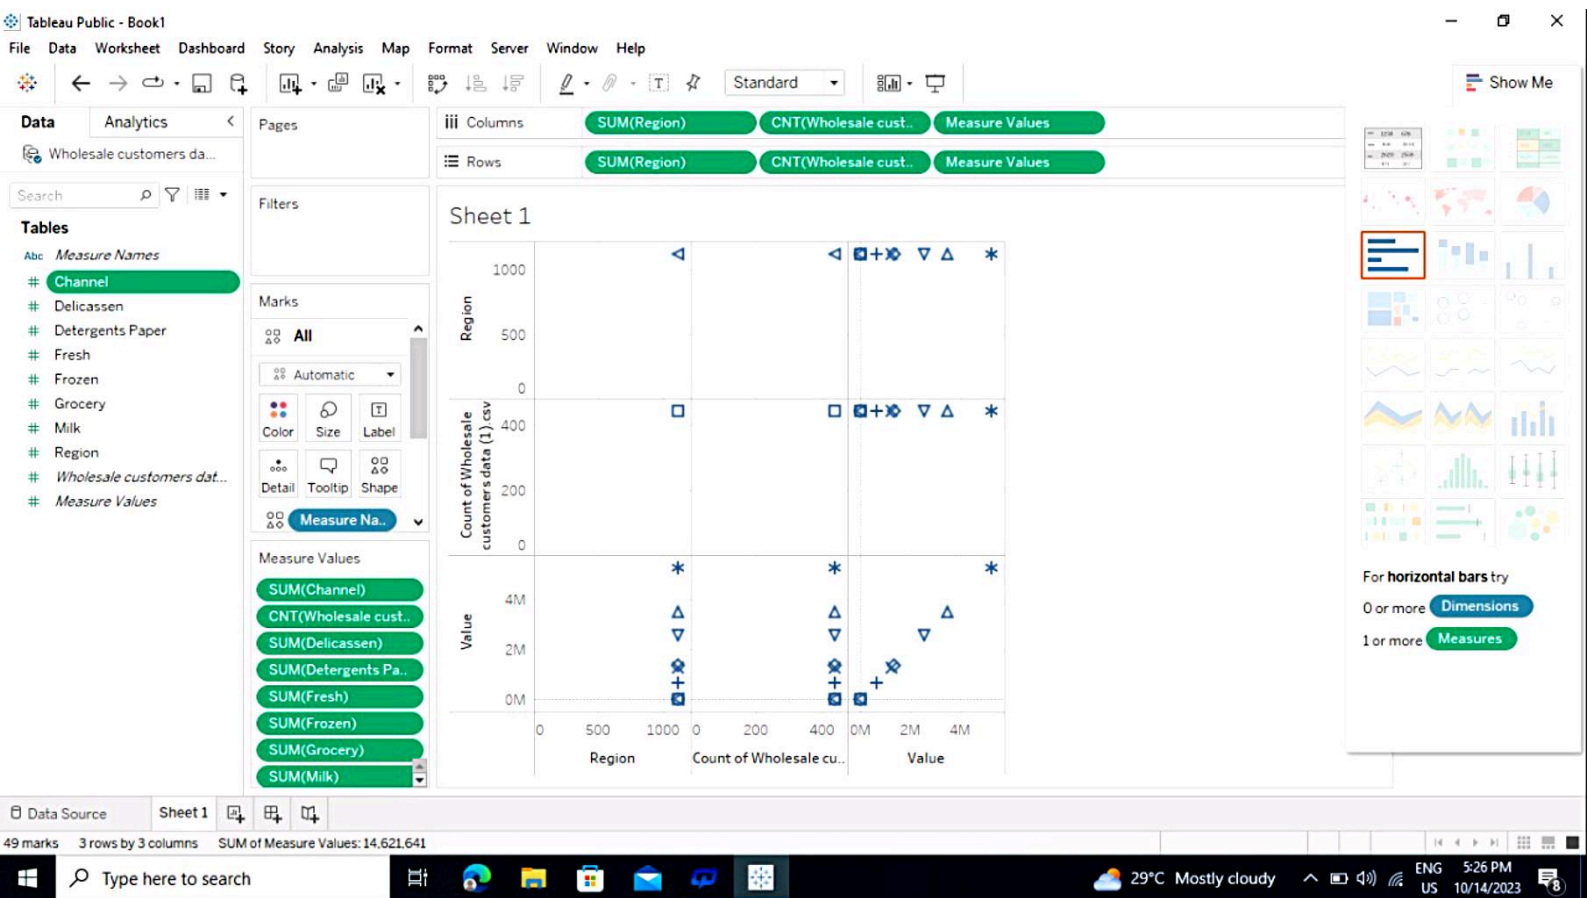 Tableau Public - Book1
File Data Worksheet Dashboard Story Analysis Map Format Server Window Help
Standard
Show Me
Data Analytics
Pages
Columns SUM(Region) CNT(Wholesale cust.. Measure Values
Wholesale customers da...
Rows SUM(Region) CNT(Wholesale cust.. Measure Values
Search
Filters
Tables
Abc Measure Names
# Channel
# Delicassen
# Detergents Paper
# Fresh
# Frozen
# Grocery
# Milk
# Region
# Wholesale customers dat...
# Measure Values
Marks
All
Automatic
Color Size Label
Detail Tooltip Shape
Measure Na..
Measure Values
SUM(Channel)
CNT(Wholesale cust..
SUM(Delicassen)
SUM(Detergents Pa..
SUM(Fresh)
SUM(Frozen)
SUM(Grocery)
SUM(Milk)
Sheet 1
Region
1000
500
0
Count of Wholesale
customers data (1).csv
400
200
0
Value
4M
2M
0M
0 500 1000 0 200 400 0M 2M 4M
Region Count of Wholesale cu.. Value
For horizontal bars try
0 or more Dimensions
1 or more Measures
Data Source Sheet 1
49 marks 3 rows by 3 columns SUM of Measure Values: 14,621,641
Type here to search
29°C Mostly cloudy
ENG
US
5:26 PM
10/14/2023
8